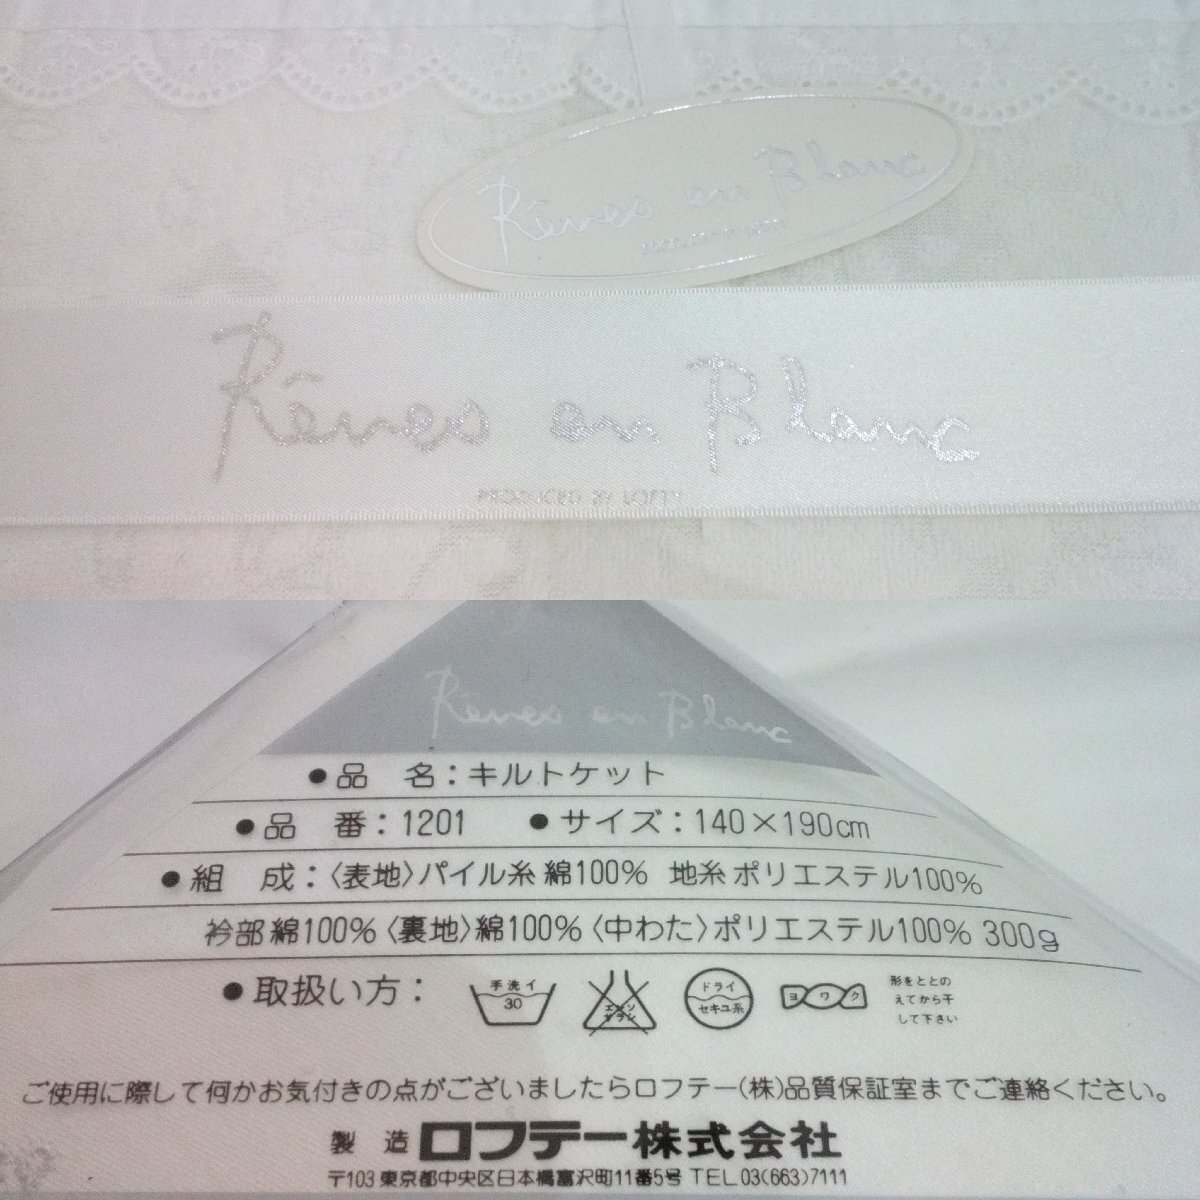 Rênes en Blanc
Rênes en Blanc
PRODUCED BY LOFTY
Rênes en Blanc
●品　名：キルトケット
●品　番：1201　●サイズ：140×190cm
●組　成：〈表地〉パイル糸 綿100%　地糸 ポリエステル100%
衿部 綿100%〈裏地〉綿100%〈中わた〉ポリエステル100% 300g
●取扱い方：
手洗イ
30
エンソ
サラシ
ドライ
セキユ系
ヨワク
形をととの
えてから干
して下さい
ご使用に際して何かお気付きの点がございましたらロフテー(株)品質保証室までご連絡ください。
製　造 ロフテー株式会社
〒103 東京都中央区日本橋富沢町11番5号 TEL 03(663)7111